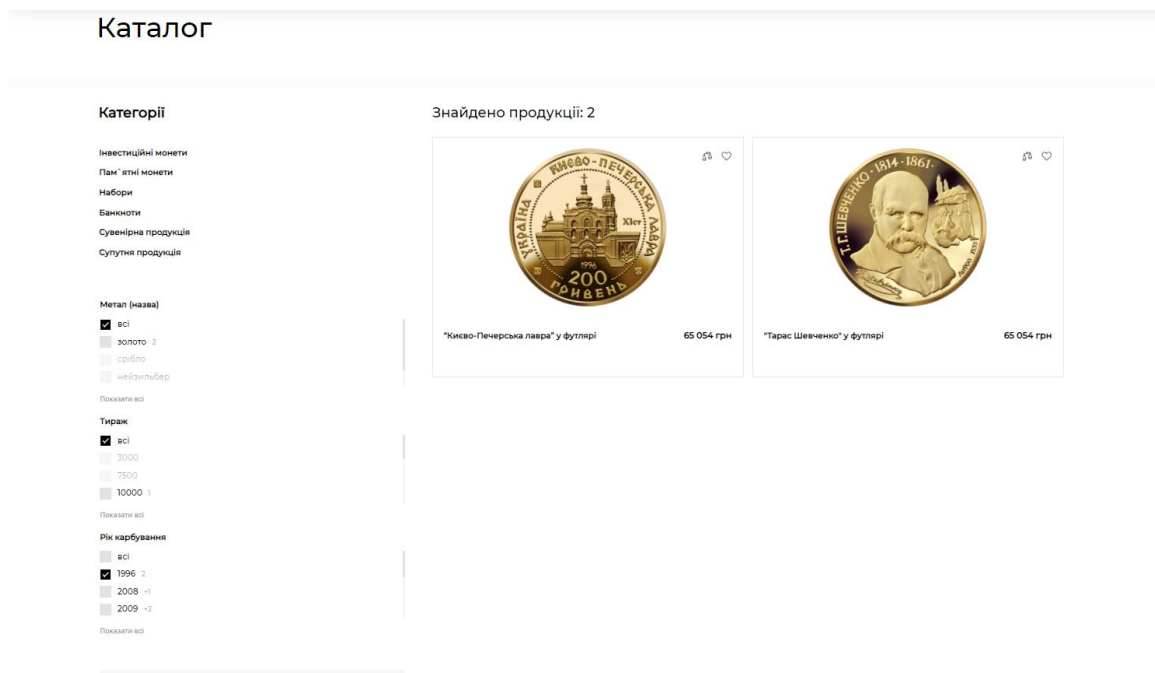 Каталог
Категорії
Інвестиційні монети
Пам`ятні монети
Набори
Банкноти
Сувенірна продукція
Супутня продукція
Метал (назва)
всі
золото 2
срібло
нейзильбер
Показати всі
Тираж
всі
3000
7500
10000 1
Показати всі
Рік карбування
всі
1996 2
2008 +1
2009 +2
Показати всі
Знайдено продукції: 2
КИЄВО-ПЕЧЕРСЬКА ЛАВРА
УКРАЇНА
XIст
1996
200
ГРИВЕНЬ
"Києво-Печерська лавра" у футлярі 65 054 грн
Т.Г.ШЕВЧЕНКО·1814·1861·
"Тарас Шевченко" у футлярі 65 054 грн